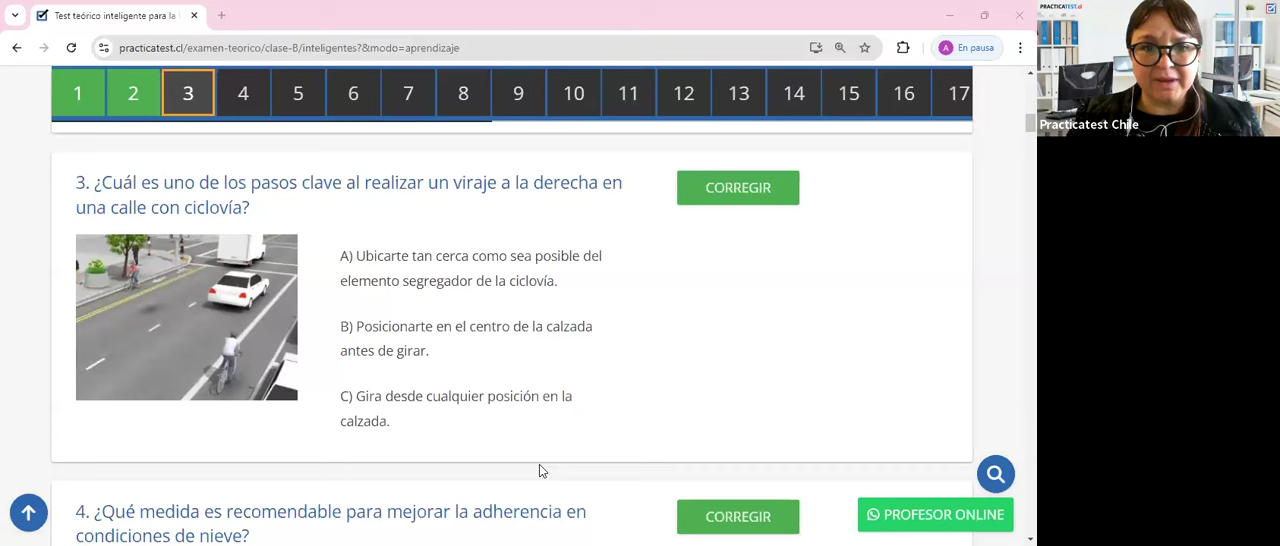 Test teórico inteligente para la
practicatest.cl/examen-teorico/clase-B/inteligentes?&modo=aprendizaje
A En pausa
PRACTICATEST.cl
1 2 3 4 5 6 7 8 9 10 11 12 13 14 15 16 17
Practicatest Chile
3. ¿Cuál es uno de los pasos clave al realizar un viraje a la derecha en
una calle con ciclovía?
CORREGIR
A) Ubicarte tan cerca como sea posible del
elemento segregador de la ciclovía.
B) Posicionarte en el centro de la calzada
antes de girar.
C) Gira desde cualquier posición en la
calzada.
4. ¿Qué medida es recomendable para mejorar la adherencia en
condiciones de nieve?
CORREGIR
PROFESOR ONLINE